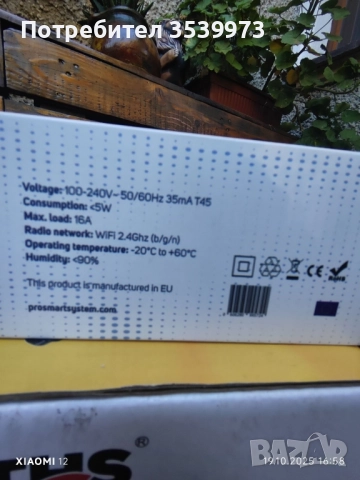 Потребител 3539973
Voltage: 100-240V~ 50/60Hz 35mA T45
Consumption: <5W
Max. load: 16A
Radio network: WiFi 2.4Ghz (b/g/n)
Operating temperature: -20°C to +60°C
Humidity: <90%
This product is manufactured in EU
prosmartsystem.com
CE
®
XIAOMI 12
19.10.2025 16:58
BAZAR